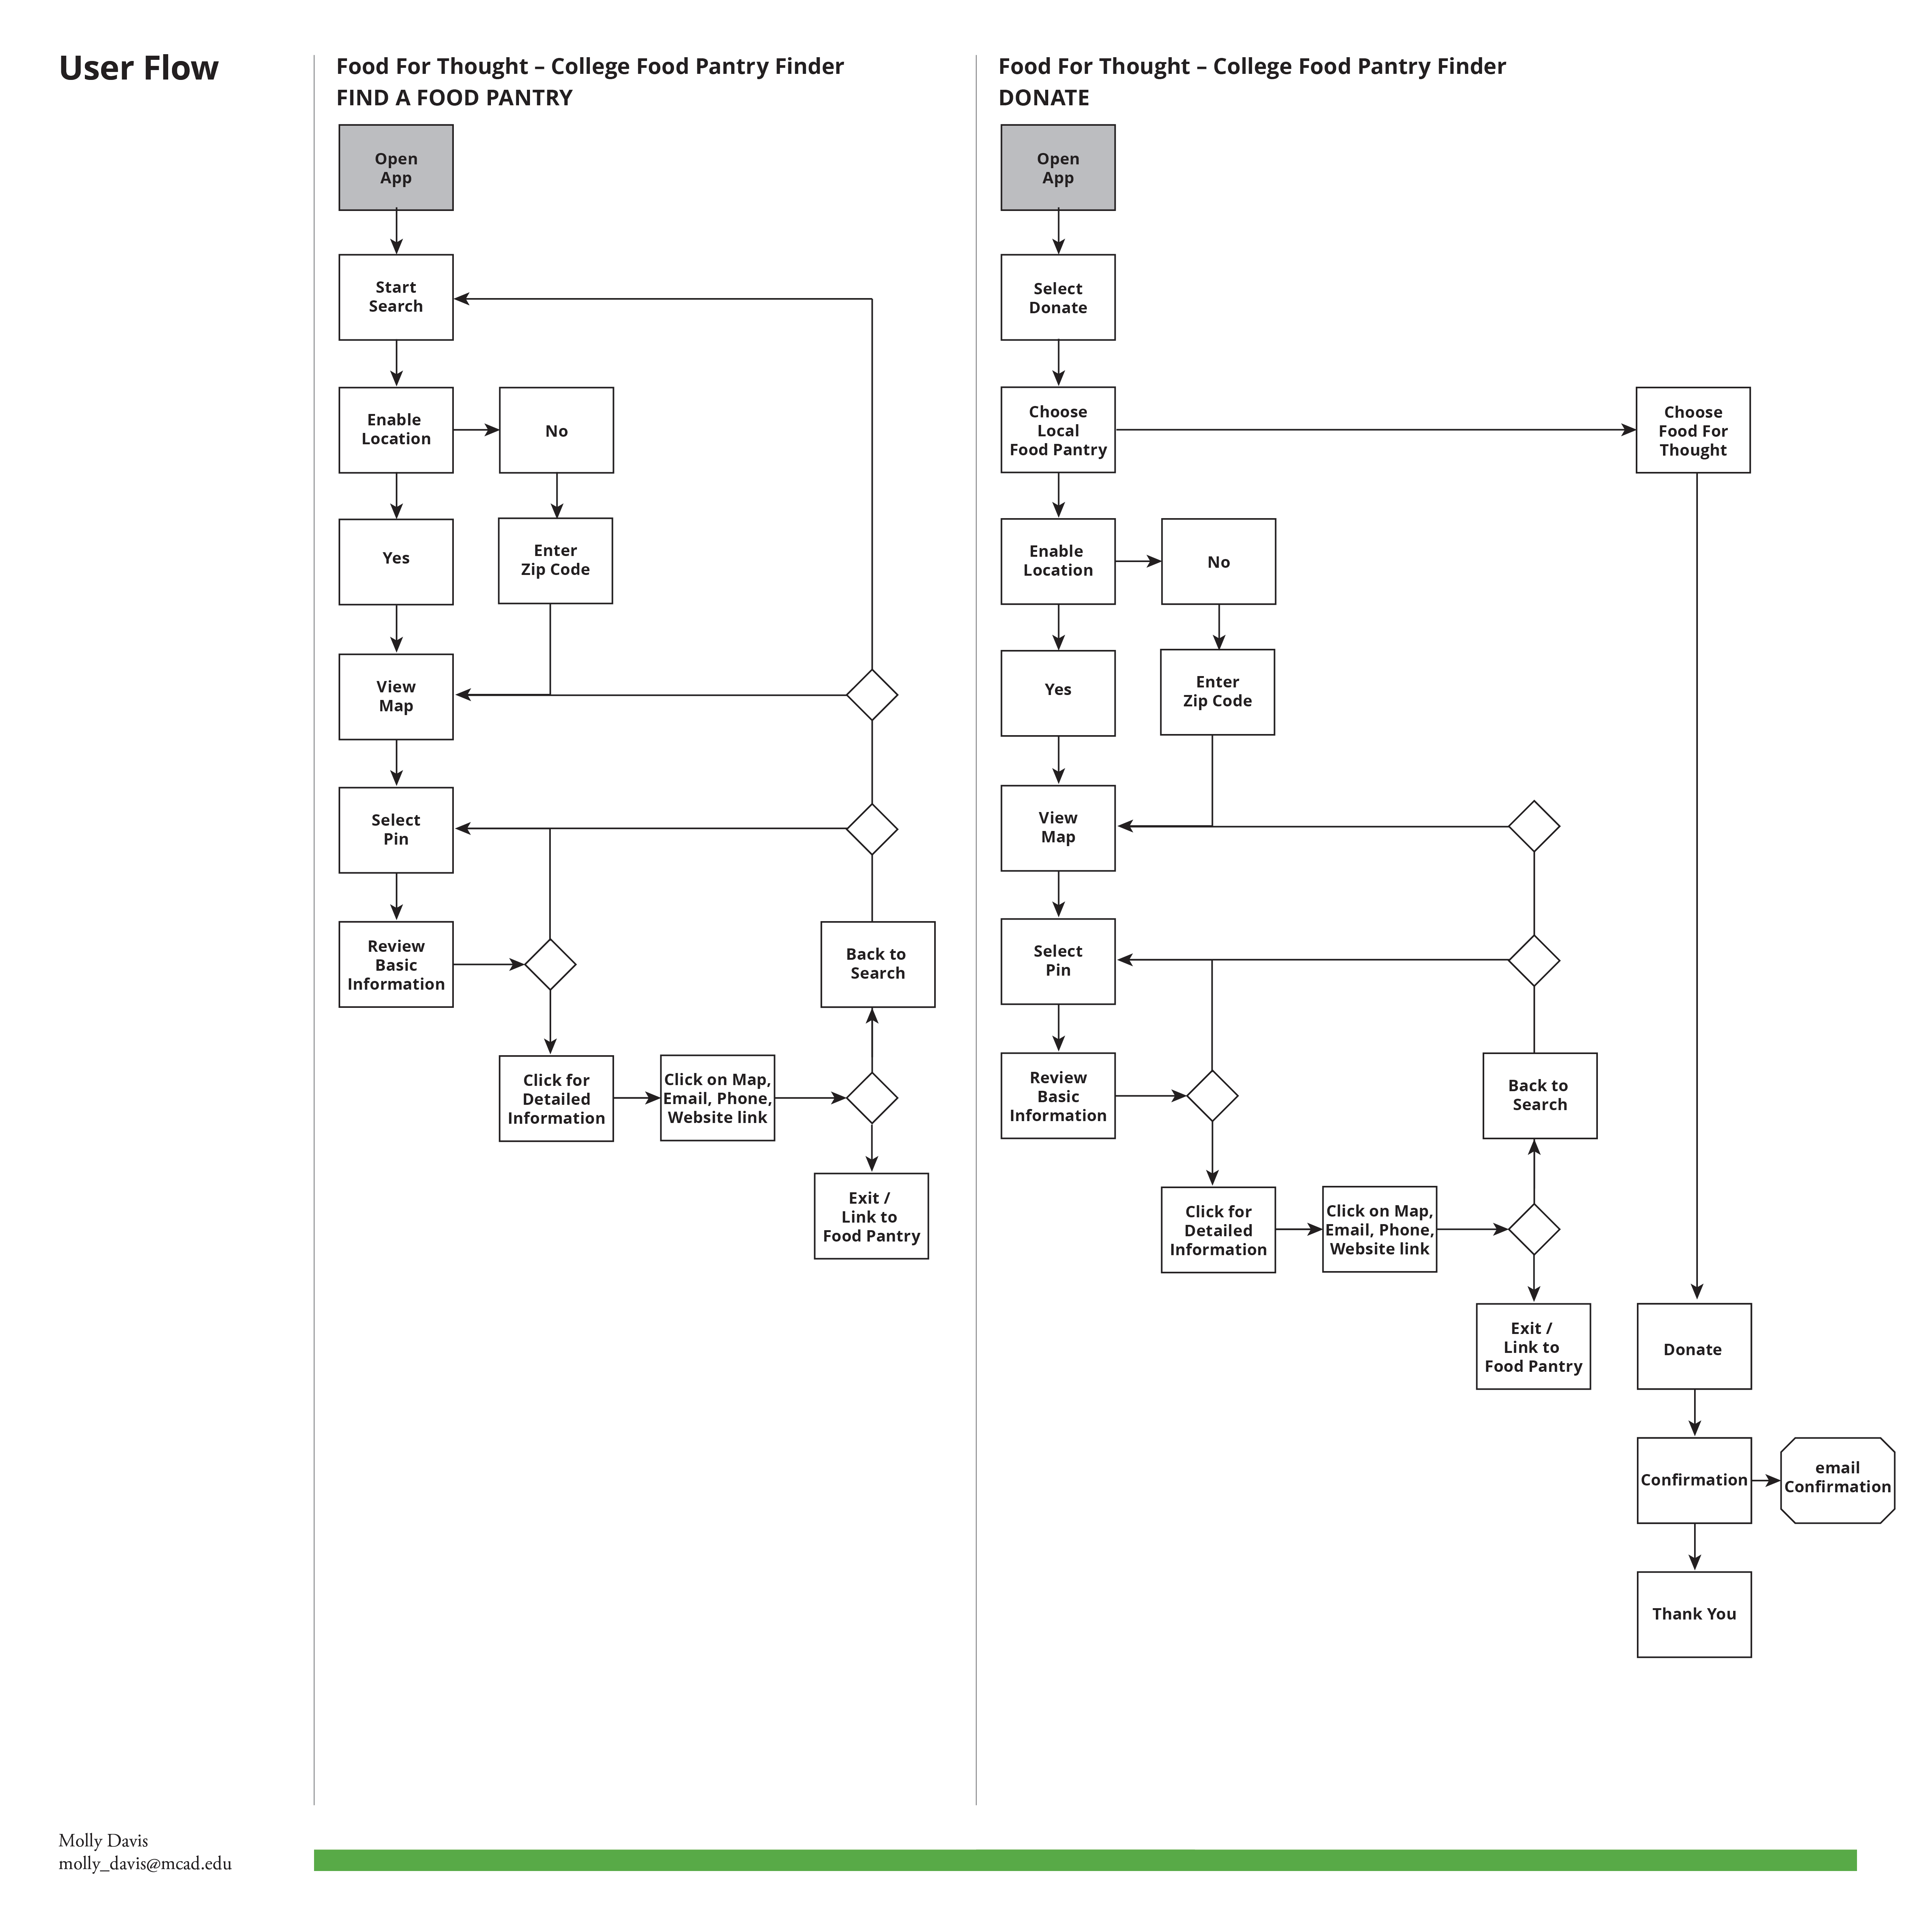 User Flow
Food For Thought – College Food Pantry Finder
FIND A FOOD PANTRY
Open
App
Start
Search
Enable
Location
No
Yes
Enter
Zip Code
View
Map
Select
Pin
Review
Basic
Information
Back to
Search
Click for
Detailed
Information
Click on Map,
Email, Phone,
Website link
Exit /
Link to
Food Pantry
Food For Thought – College Food Pantry Finder
DONATE
Open
App
Select
Donate
Choose
Local
Food Pantry
Choose
Food For
Thought
Enable
Location
No
Yes
Enter
Zip Code
View
Map
Select
Pin
Review
Basic
Information
Back to
Search
Click for
Detailed
Information
Click on Map,
Email, Phone,
Website link
Exit /
Link to
Food Pantry
Donate
Confirmation
email
Confirmation
Thank You
Molly Davis
molly_davis@mcad.edu